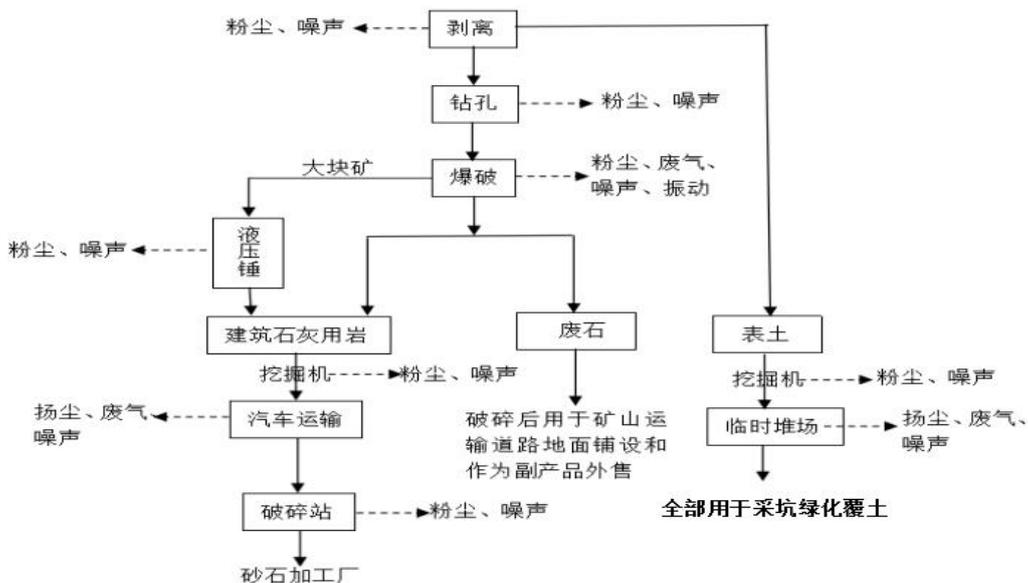 粉尘、噪声
剥离
钻孔
粉尘、噪声
大块矿
爆破
粉尘、废气、
噪声、振动
粉尘、噪声
液
压
锤
建筑石灰用岩
废石
表土
挖掘机
粉尘、噪声
挖掘机
粉尘、噪声
扬尘、废气、
噪声
汽车运输
破碎后用于矿山运
输道路地面铺设和
作为副产品外售
临时堆场
扬尘、废气、
噪声
破碎站
粉尘、噪声
全部用于采坑绿化覆土
砂石加工厂